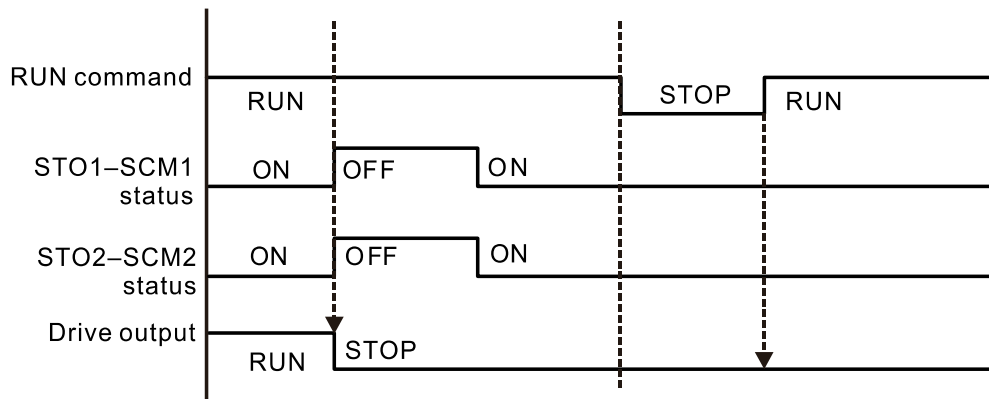 RUN command
RUN
STOP
RUN
STO1–SCM1
status
ON
OFF
ON
STO2–SCM2
status
ON
OFF
ON
Drive output
RUN
STOP